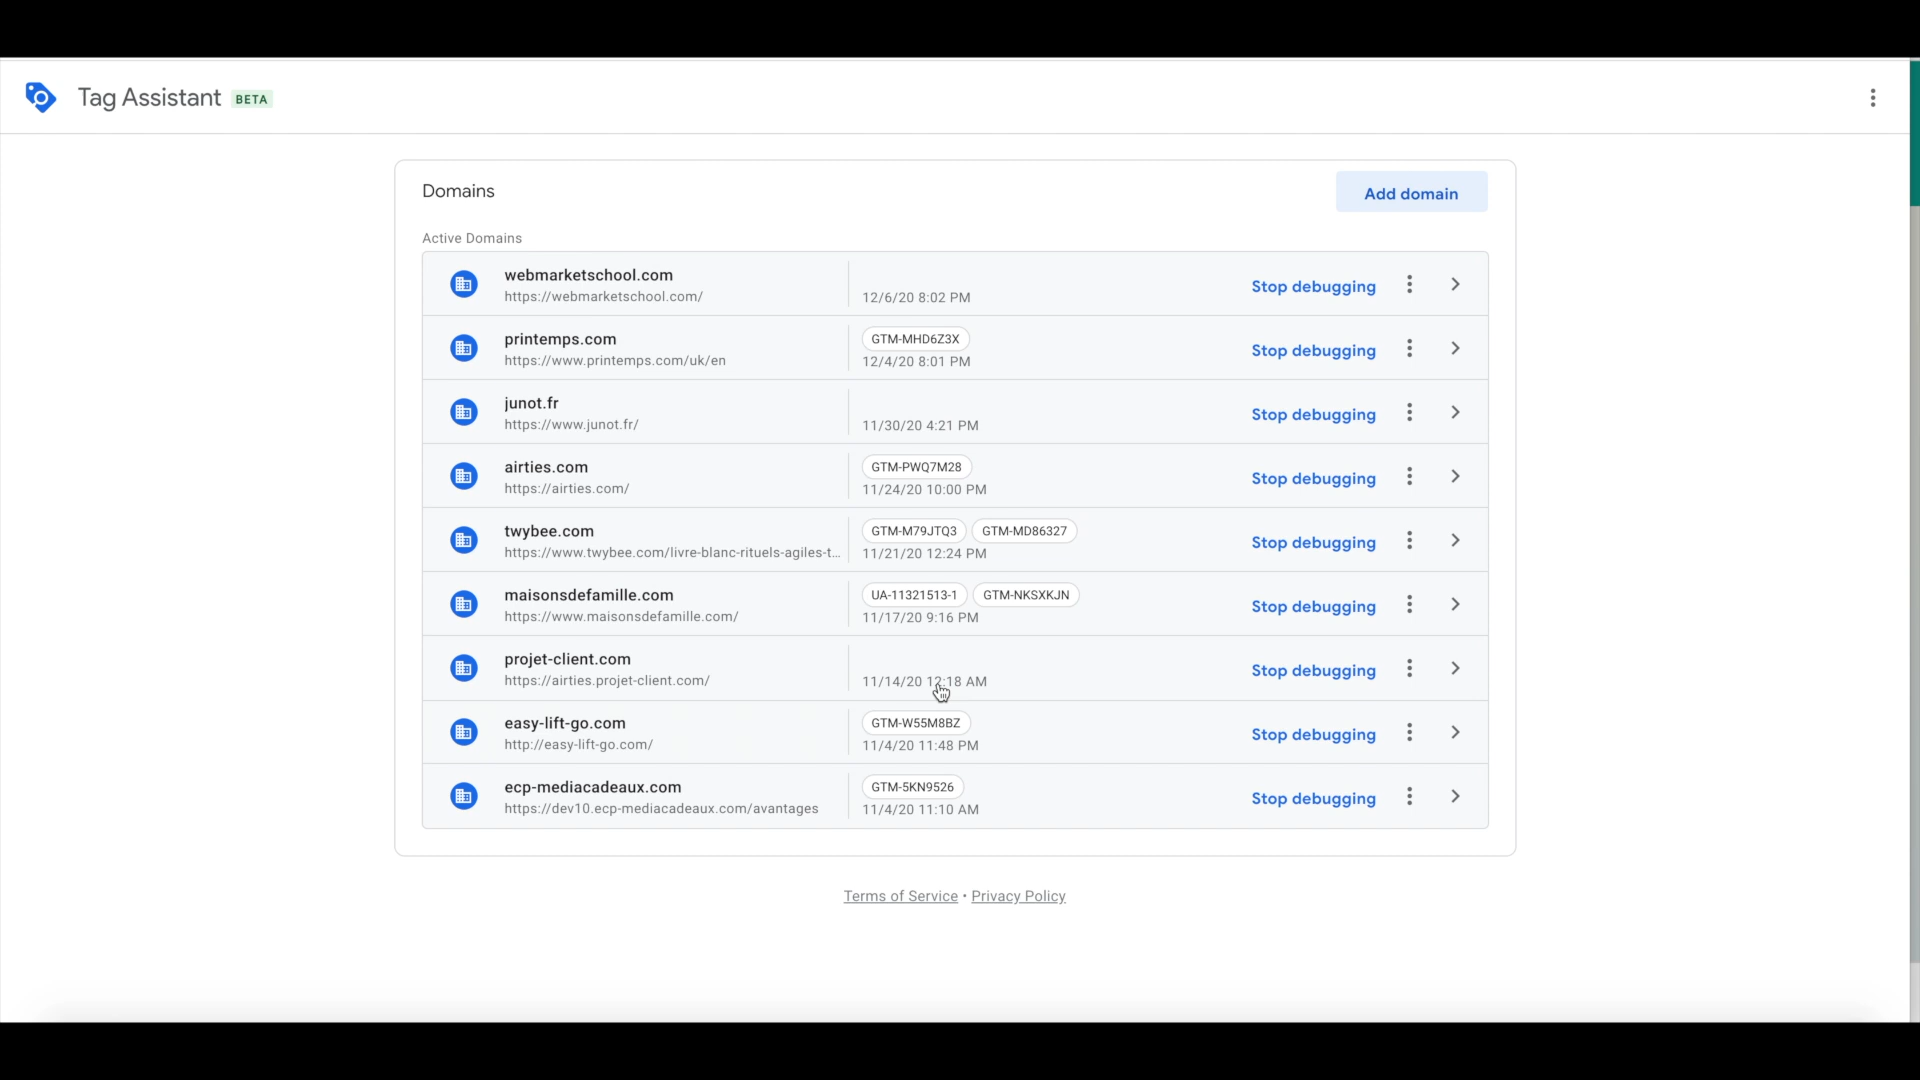 Tag Assistant BETA
Domains
Add domain
Active Domains
webmarketschool.com
https://webmarketschool.com/
12/6/20 8:02 PM
Stop debugging
printemps.com
https://www.printemps.com/uk/en
GTM-MHD6Z3X
12/4/20 8:01 PM
Stop debugging
junot.fr
https://www.junot.fr/
11/30/20 4:21 PM
Stop debugging
airties.com
https://airties.com/
GTM-PWQ7M28
11/24/20 10:00 PM
Stop debugging
twybee.com
https://www.twybee.com/livre-blanc-rituels-agiles-t...
GTM-M79JTQ3 GTM-MD86327
11/21/20 12:24 PM
Stop debugging
maisonsdefamille.com
https://www.maisonsdefamille.com/
UA-11321513-1 GTM-NKSXKJN
11/17/20 9:16 PM
Stop debugging
projet-client.com
https://airties.projet-client.com/
11/14/20 12:18 AM
Stop debugging
easy-lift-go.com
http://easy-lift-go.com/
GTM-W55M8BZ
11/4/20 11:48 PM
Stop debugging
ecp-mediacadeaux.com
https://dev10.ecp-mediacadeaux.com/avantages
GTM-5KN9526
11/4/20 11:10 AM
Stop debugging
Terms of Service • Privacy Policy